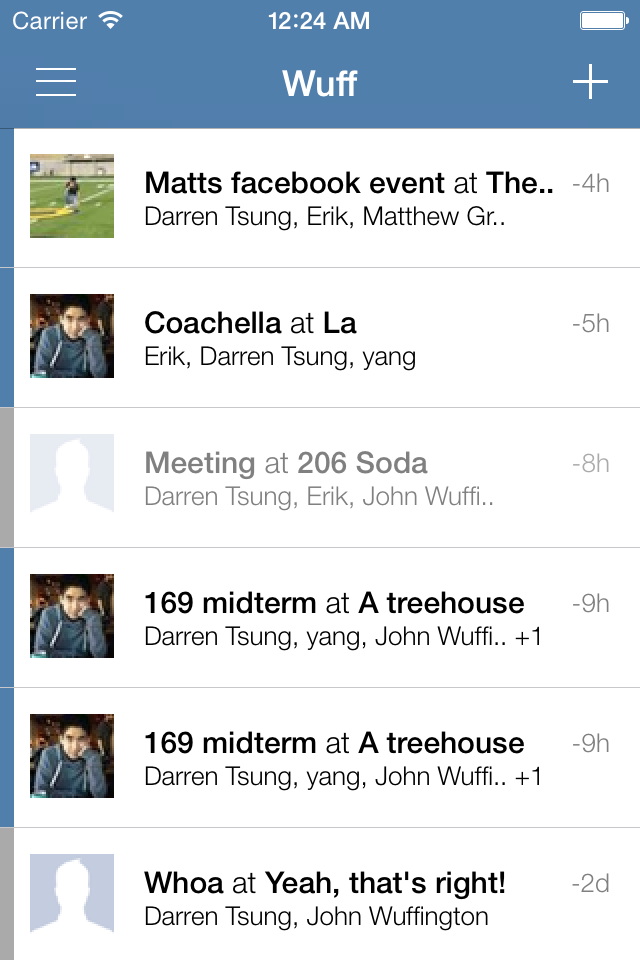 Carrier 12:24 AM
Wuff
Matts facebook event at The.. -4h
Darren Tsung, Erik, Matthew Gr..
Coachella at La -5h
Erik, Darren Tsung, yang
Meeting at 206 Soda -8h
Darren Tsung, Erik, John Wuffi..
169 midterm at A treehouse -9h
Darren Tsung, yang, John Wuffi.. +1
169 midterm at A treehouse -9h
Darren Tsung, yang, John Wuffi.. +1
Whoa at Yeah, that's right! -2d
Darren Tsung, John Wuffington